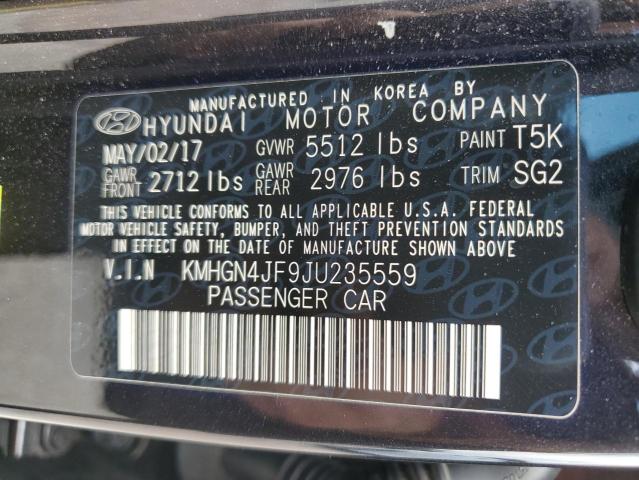 MANUFACTURED IN KOREA BY
HYUNDAI MOTOR COMPANY
MAY/02/17 GVWR 5512 lbs PAINT T5K
GAWR FRONT 2712 lbs GAWR REAR 2976 lbs TRIM SG2
THIS VEHICLE CONFORMS TO ALL APPLICABLE U.S.A. FEDERAL
MOTOR VEHICLE SAFETY, BUMPER, AND THEFT PREVENTION STANDARDS
IN EFFECT ON THE DATE OF MANUFACTURE SHOWN ABOVE.
V.I.N KMHGN4JF9JU235559
PASSENGER CAR